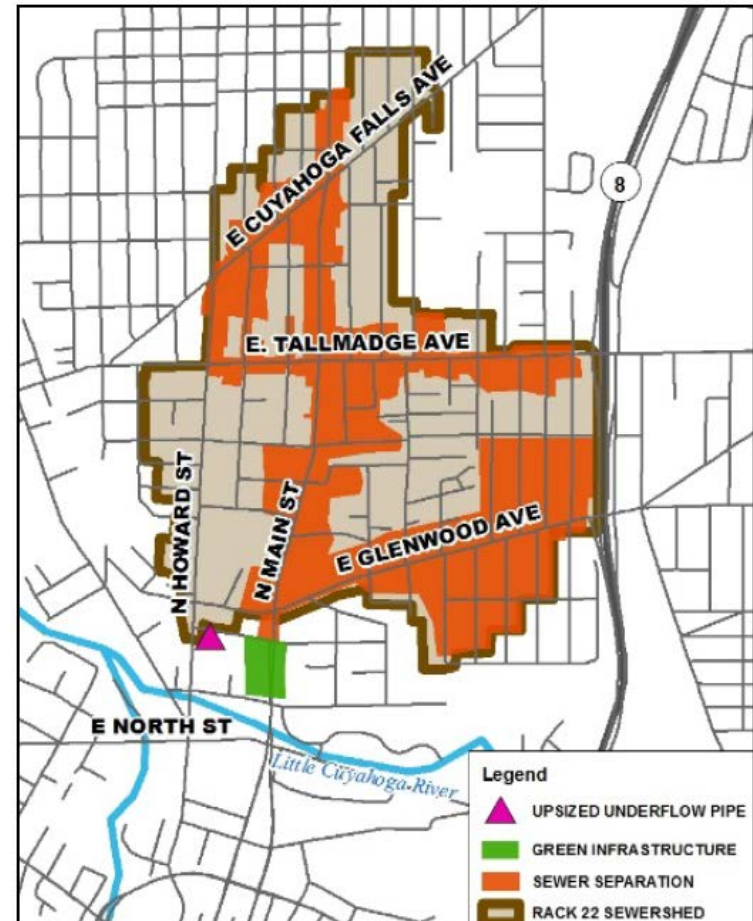 E CUYAHOGA FALLS AVE
8
E. TALLMADGE AVE
N HOWARD ST
N MAIN ST
E GLENWOOD AVE
E NORTH ST
Little Cuyahoga River
Legend
UPSIZED UNDERFLOW PIPE
GREEN INFRASTRUCTURE
SEWER SEPARATION
RACK 22 SEWERSHED